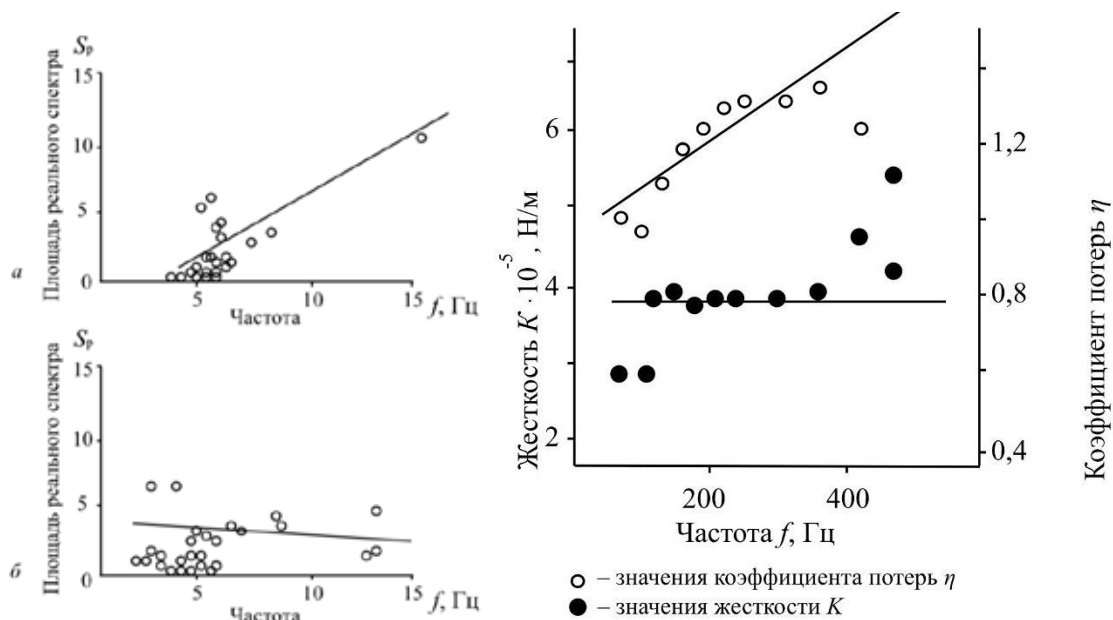 Sр
15
10
5
0
Площадь реального спектра
5
10
15
Частота
f, Гц
а
Sр
15
10
5
0
Площадь реального спектра
5
10
15
Частота
f, Гц
б
Жесткость K · 10⁻⁵ , Н/м
6
4
2
200
400
Частота f, Гц
1,2
0,8
0,4
Коэффициент потерь η
– значения коэффициента потерь η
– значения жесткости K